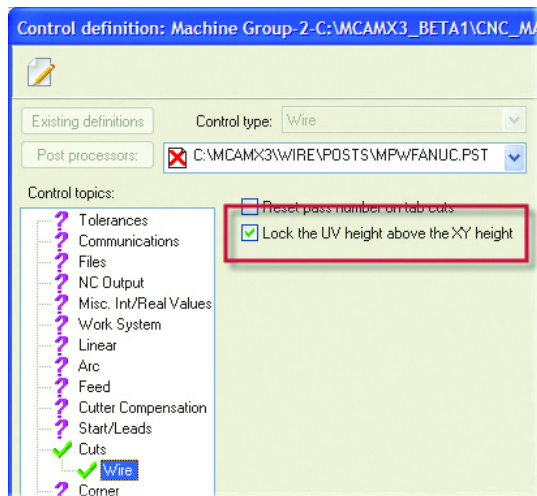 Control definition: Machine Group-2-C:\MCAMX3_BETA1\CNC_MA
Existing definitions
Control type:
Wire
Post processors:
C:\MCAMX3\WIRE\POSTS\MPWFANUC.PST
Control topics:
Reset pass number on tab cuts
Lock the UV height above the XY height
Tolerances
Communications
Files
NC Output
Misc. Int/Real Values
Work System
Linear
Arc
Feed
Cutter Compensation
Start/Leads
Cuts
Wire
Corner